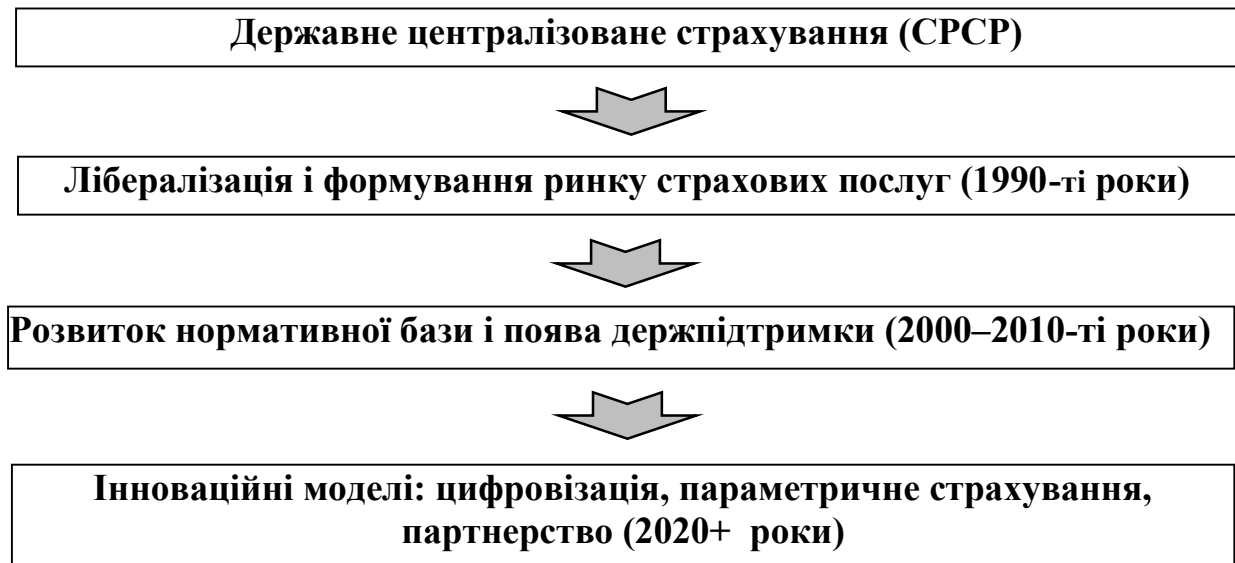 Державне централізоване страхування (СРСР)
Лібералізація і формування ринку страхових послуг (1990-ті роки)
Розвиток нормативної бази і поява держпідтримки (2000–2010-ті роки)
Інноваційні моделі: цифровізація, параметричне страхування,
партнерство (2020+ роки)